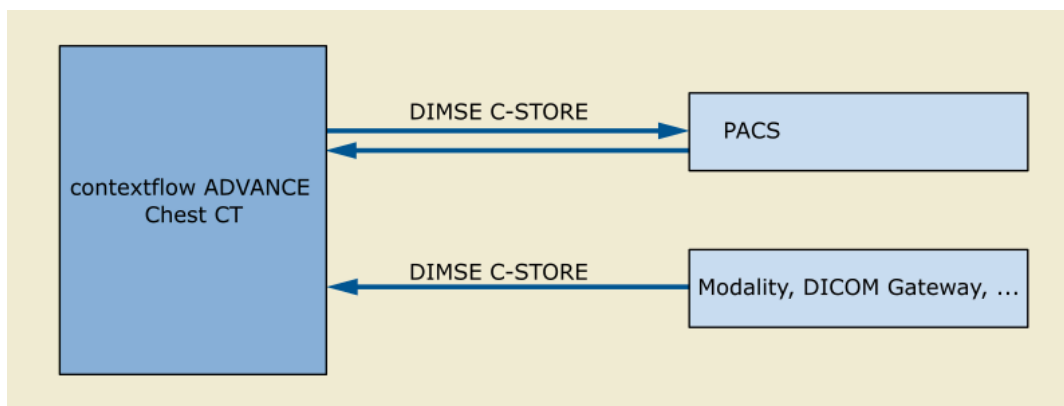 DIMSE C-STORE
PACS
contextflow ADVANCE
Chest CT
DIMSE C-STORE
Modality, DICOM Gateway, ...